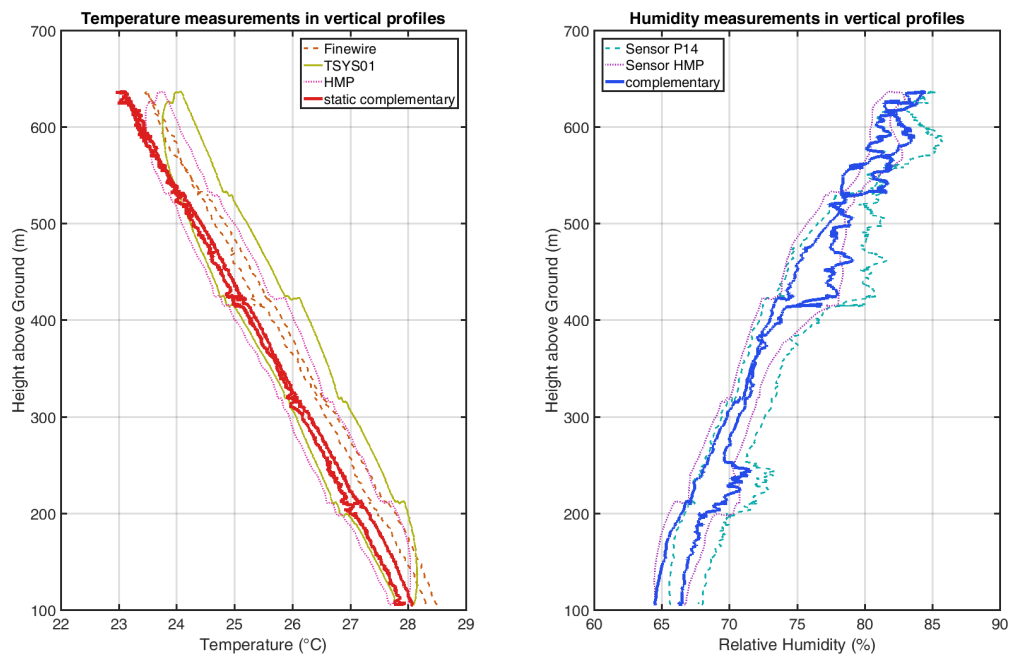 Temperature measurements in vertical profiles
700
600
500
400
300
200
100
Height above Ground (m)
22 23 24 25 26 27 28 29
Temperature (°C)
Finewire
TSYS01
HMP
static complementary
Humidity measurements in vertical profiles
700
600
500
400
300
200
100
Height above Ground (m)
60 65 70 75 80 85 90
Relative Humidity (%)
Sensor P14
Sensor HMP
complementary